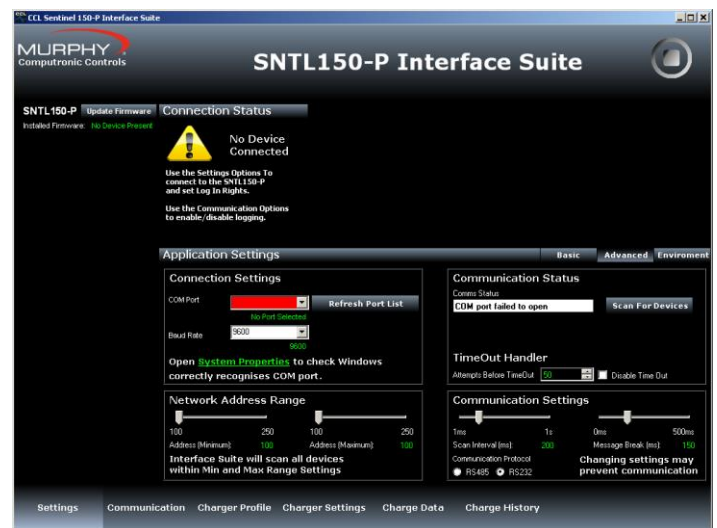 CCL Sentinel 150-P Interface Suite
MURPHY
Computronic Controls
SNTL150-P Interface Suite
SNTL150-P Update Firmware
Installed Firmware: No Device Present
Connection Status
No Device
Connected
Use the Settings Options To
connect to the SNTL150-P
and set Log In Rights.
Use the Communication Options
to enable/disable logging.
Application Settings
Basic Advanced Enviroment
Connection Settings
COM Port
Refresh Port List
No Port Selected
Baud Rate 9600
9600
Open System Properties to check Windows
correctly recognises COM port.
Communication Status
Comms Status
COM port failed to open
Scan For Devices
TimeOut Handler
Attempts Before TimeOut 50 Disable Time Out
Network Address Range
100 250 100 250
Address (Minimum): 100 Address (Maximum): 100
Interface Suite will scan all devices
within Min and Max Range Settings
Communication Settings
1ms 1s 0ms 500ms
Scan Interval (ms): 200 Message Break (ms): 150
Communication Protocol
RS485 RS232
Changing settings may
prevent communication
Settings Communication Charger Profile Charger Settings Charge Data Charge History